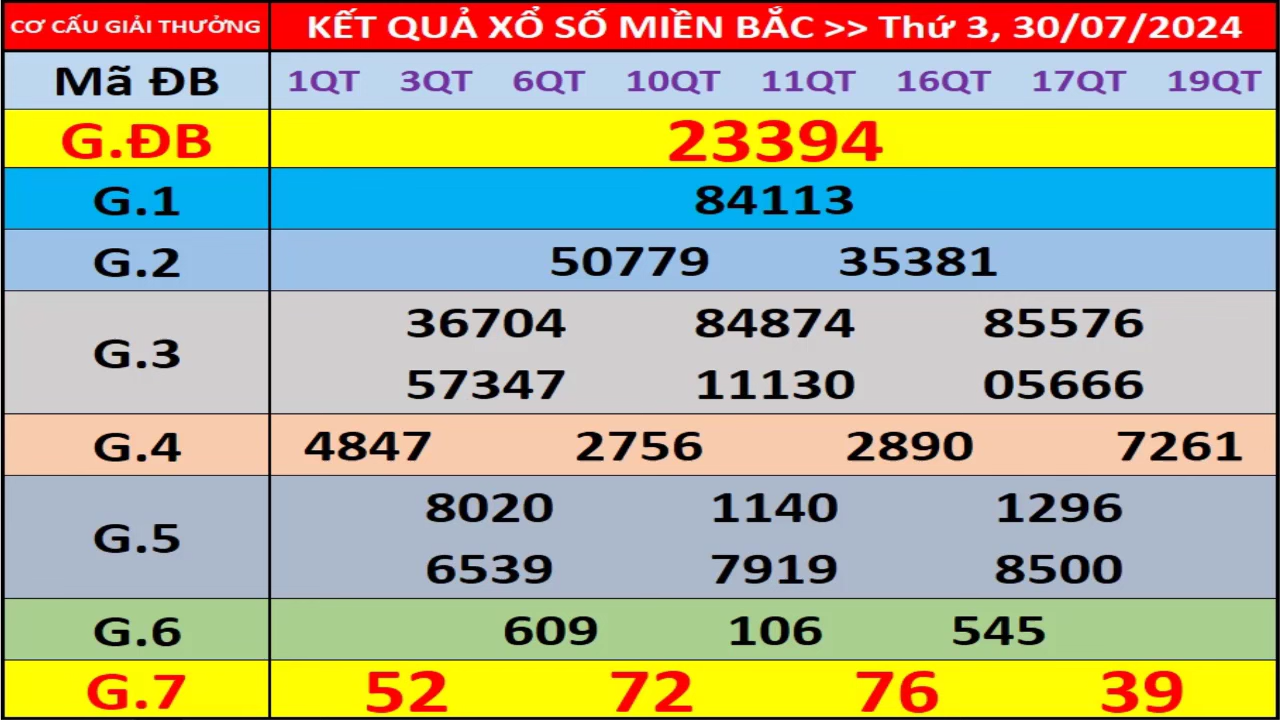 CƠ CẤU GIẢI THƯỞNG KẾT QUẢ XỔ SỐ MIỀN BẮC >> Thứ 3, 30/07/2024
Mã ĐB 1QT 3QT 6QT 10QT 11QT 16QT 17QT 19QT
G.ĐB 23394
G.1 84113
G.2 50779 35381
G.3
36704 84874 85576
57347 11130 05666
G.4 4847 2756 2890 7261
G.5
8020 1140 1296
6539 7919 8500
G.6 609 106 545
G.7 52 72 76 39